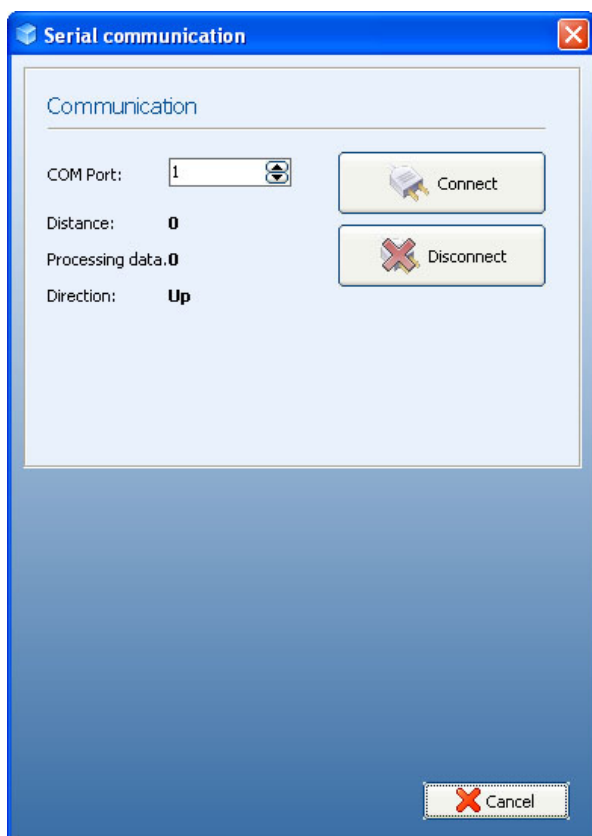 Serial communication
Communication
COM Port: 1
Connect
Distance: 0
Disconnect
Processing data.0
Direction: Up
Cancel